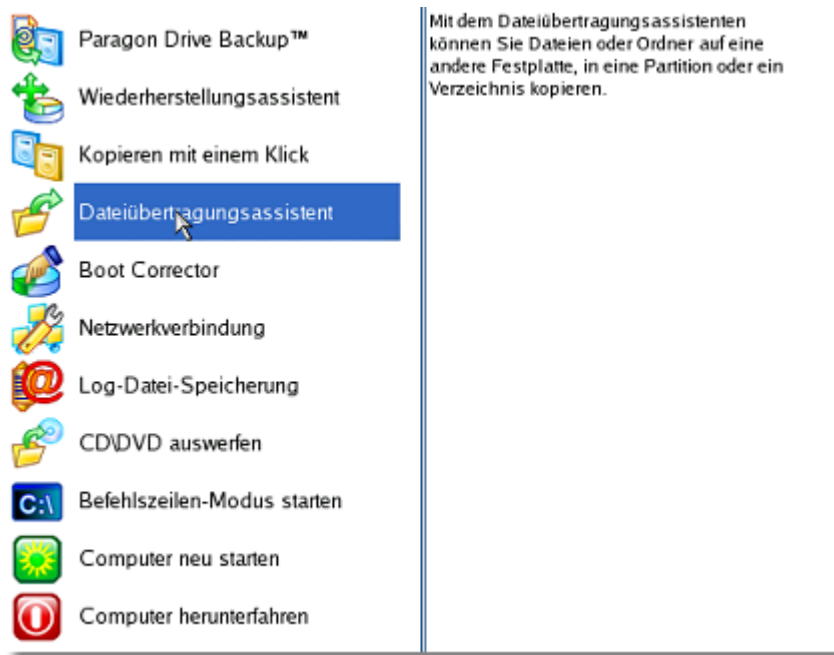 Paragon Drive Backup™
Wiederherstellungsassistent
Kopieren mit einem Klick
Dateiübertragungsassistent
Boot Corrector
Netzwerkverbindung
@ Log-Datei-Speicherung
CD\DVD auswerfen
C:\ Befehlszeilen-Modus starten
Computer neu starten
Computer herunterfahren
Mit dem Dateiübertragungsassistenten
können Sie Dateien oder Ordner auf eine
andere Festplatte, in eine Partition oder ein
Verzeichnis kopieren.